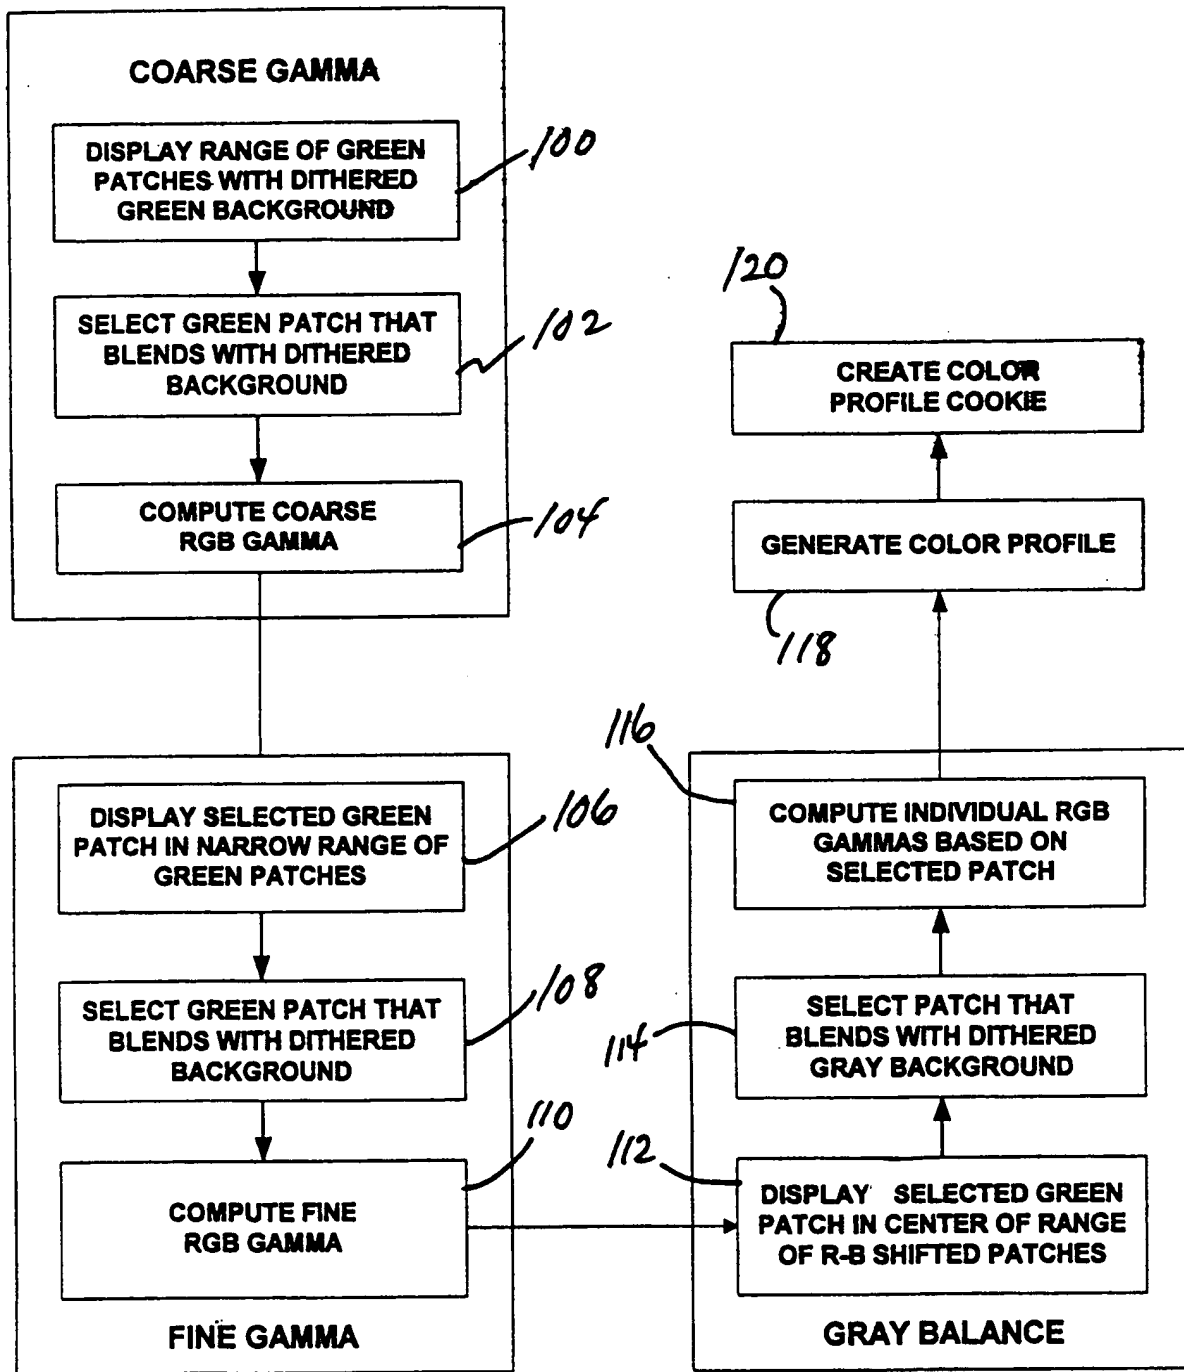 COARSE GAMMA
DISPLAY RANGE OF GREEN
PATCHES WITH DITHERED
GREEN BACKGROUND
100
SELECT GREEN PATCH THAT
BLENDS WITH DITHERED
BACKGROUND
102
COMPUTE COARSE
RGB GAMMA
104
DISPLAY SELECTED GREEN
PATCH IN NARROW RANGE OF
GREEN PATCHES
106
SELECT GREEN PATCH THAT
BLENDS WITH DITHERED
BACKGROUND
108
COMPUTE FINE
RGB GAMMA
110
FINE GAMMA
120
CREATE COLOR
PROFILE COOKIE
GENERATE COLOR PROFILE
118
116
COMPUTE INDIVIDUAL RGB
GAMMAS BASED ON
SELECTED PATCH
SELECT PATCH THAT
BLENDS WITH DITHERED
GRAY BACKGROUND
114
112
DISPLAY SELECTED GREEN
PATCH IN CENTER OF RANGE
OF R-B SHIFTED PATCHES
GRAY BALANCE